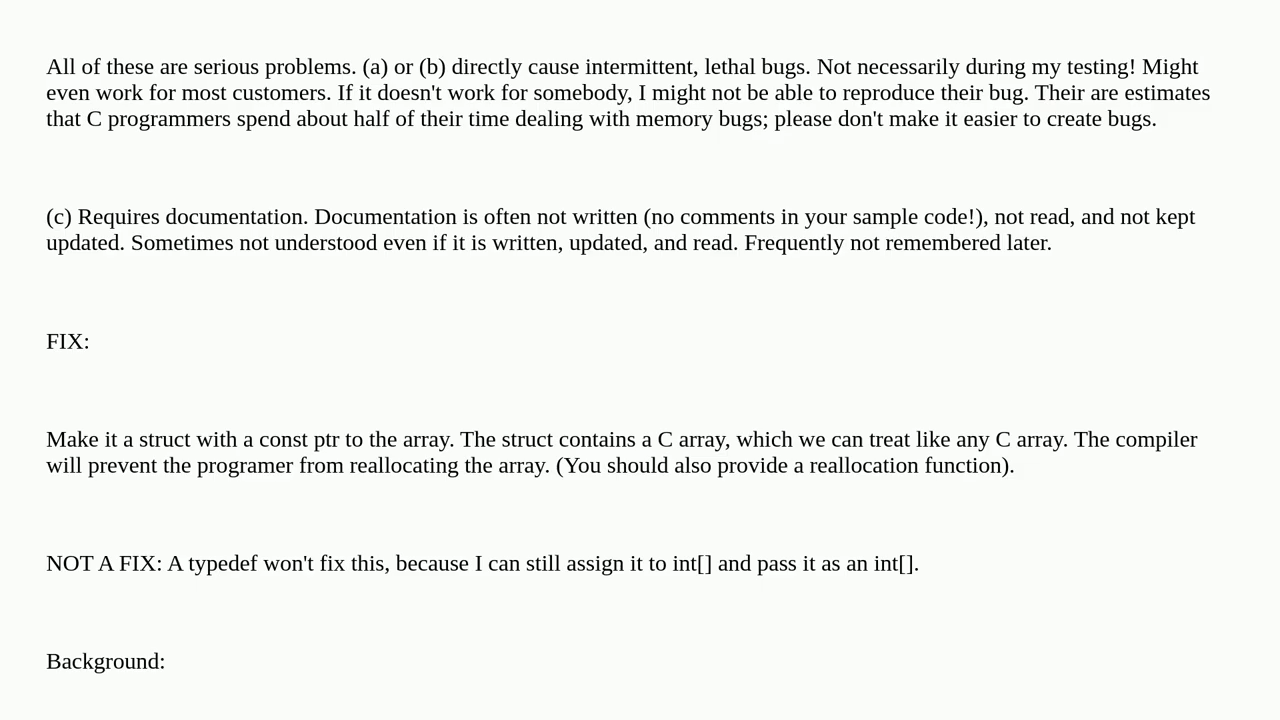 All of these are serious problems. (a) or (b) directly cause intermittent, lethal bugs. Not necessarily during my testing! Might
even work for most customers. If it doesn't work for somebody, I might not be able to reproduce their bug. Their are estimates
that C programmers spend about half of their time dealing with memory bugs; please don't make it easier to create bugs.
(c) Requires documentation. Documentation is often not written (no comments in your sample code!), not read, and not kept
updated. Sometimes not understood even if it is written, updated, and read. Frequently not remembered later.
FIX:
Make it a struct with a const ptr to the array. The struct contains a C array, which we can treat like any C array. The compiler
will prevent the programer from reallocating the array. (You should also provide a reallocation function).
NOT A FIX: A typedef won't fix this, because I can still assign it to int[] and pass it as an int[].
Background: